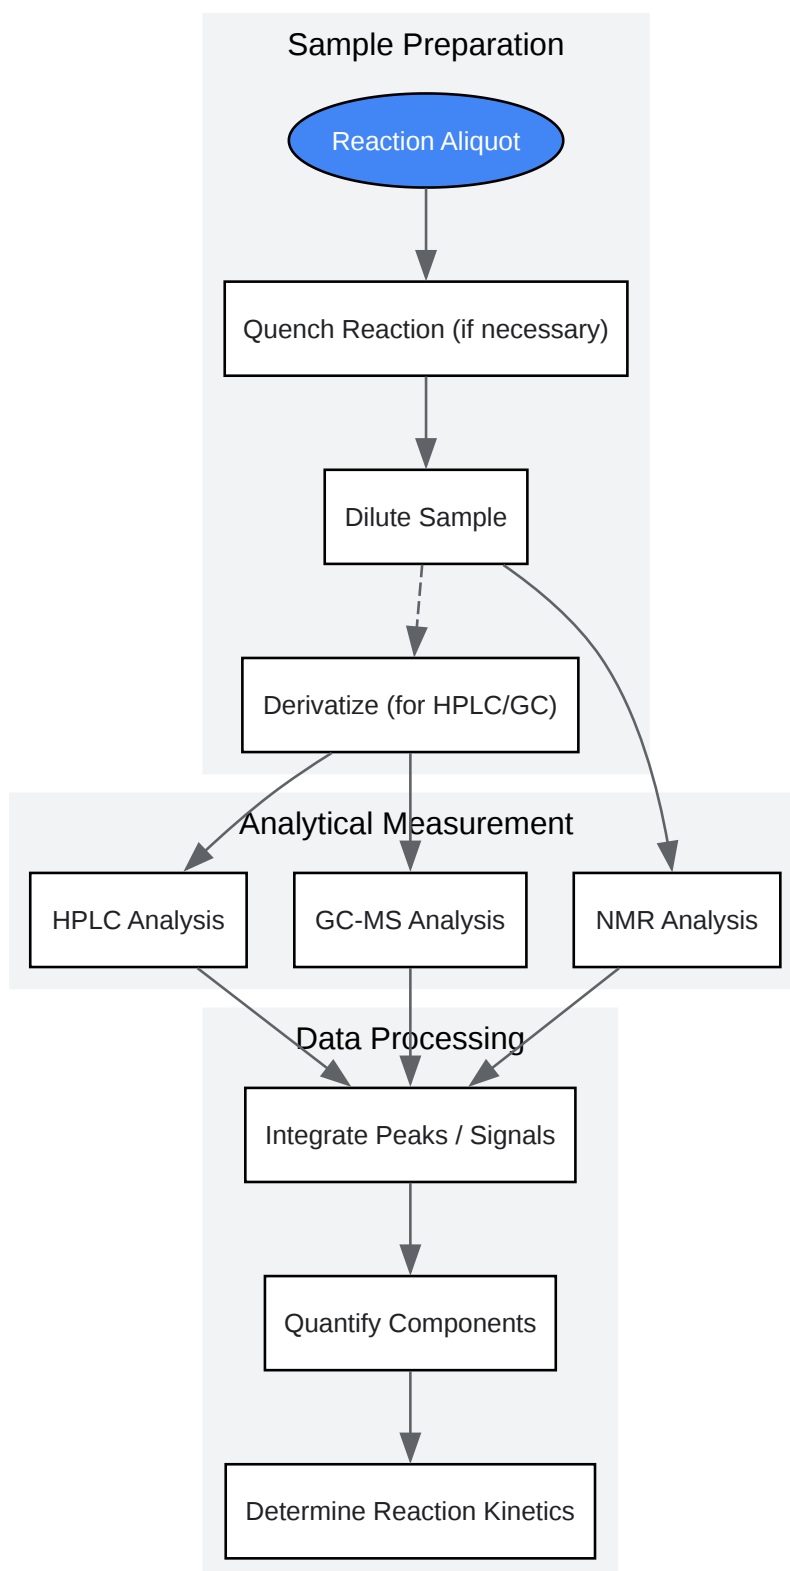 Sample Preparation
Reaction Aliquot
Quench Reaction (if necessary)
Dilute Sample
Derivatize (for HPLC/GC)
Analytical Measurement
HPLC Analysis
GC-MS Analysis
NMR Analysis
Data Processing
Integrate Peaks / Signals
Quantify Components
Determine Reaction Kinetics